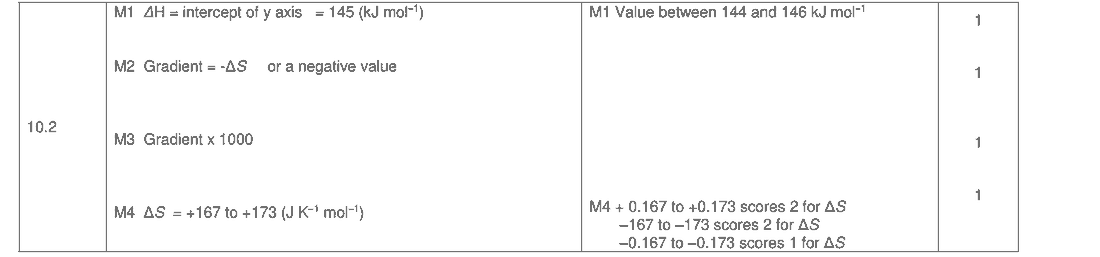 M1 ΔH = intercept of y axis = 145 (kJ mol⁻¹)
M1 Value between 144 and 146 kJ mol⁻¹
1
M2 Gradient = -ΔS or a negative value
1
10.2
M3 Gradient x 1000
1
M4 ΔS = +167 to +173 (J K⁻¹ mol⁻¹)
1
M4 + 0.167 to +0.173 scores 2 for ΔS
–167 to –173 scores 2 for ΔS
–0.167 to –0.173 scores 1 for ΔS